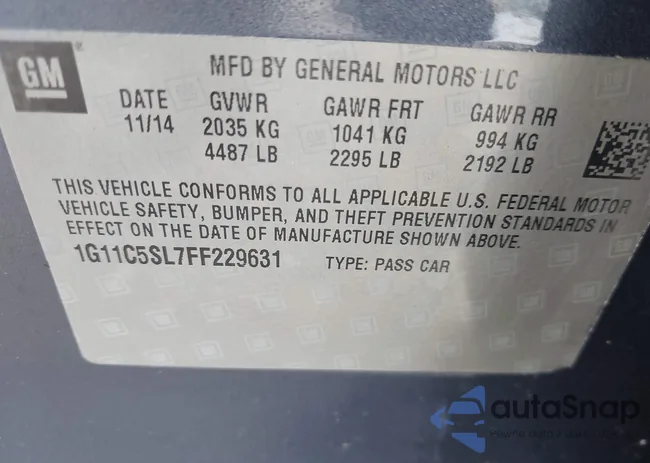 GM
MFD BY GENERAL MOTORS LLC
DATE GVWR GAWR FRT GAWR RR
11/14 2035 KG 1041 KG 994 KG
4487 LB 2295 LB 2192 LB
THIS VEHICLE CONFORMS TO ALL APPLICABLE U.S. FEDERAL MOTOR
VEHICLE SAFETY, BUMPER, AND THEFT PREVENTION STANDARDS IN
EFFECT ON THE DATE OF MANUFACTURE SHOWN ABOVE.
1G11C5SL7FF229631 TYPE: PASS CAR
autaSnap